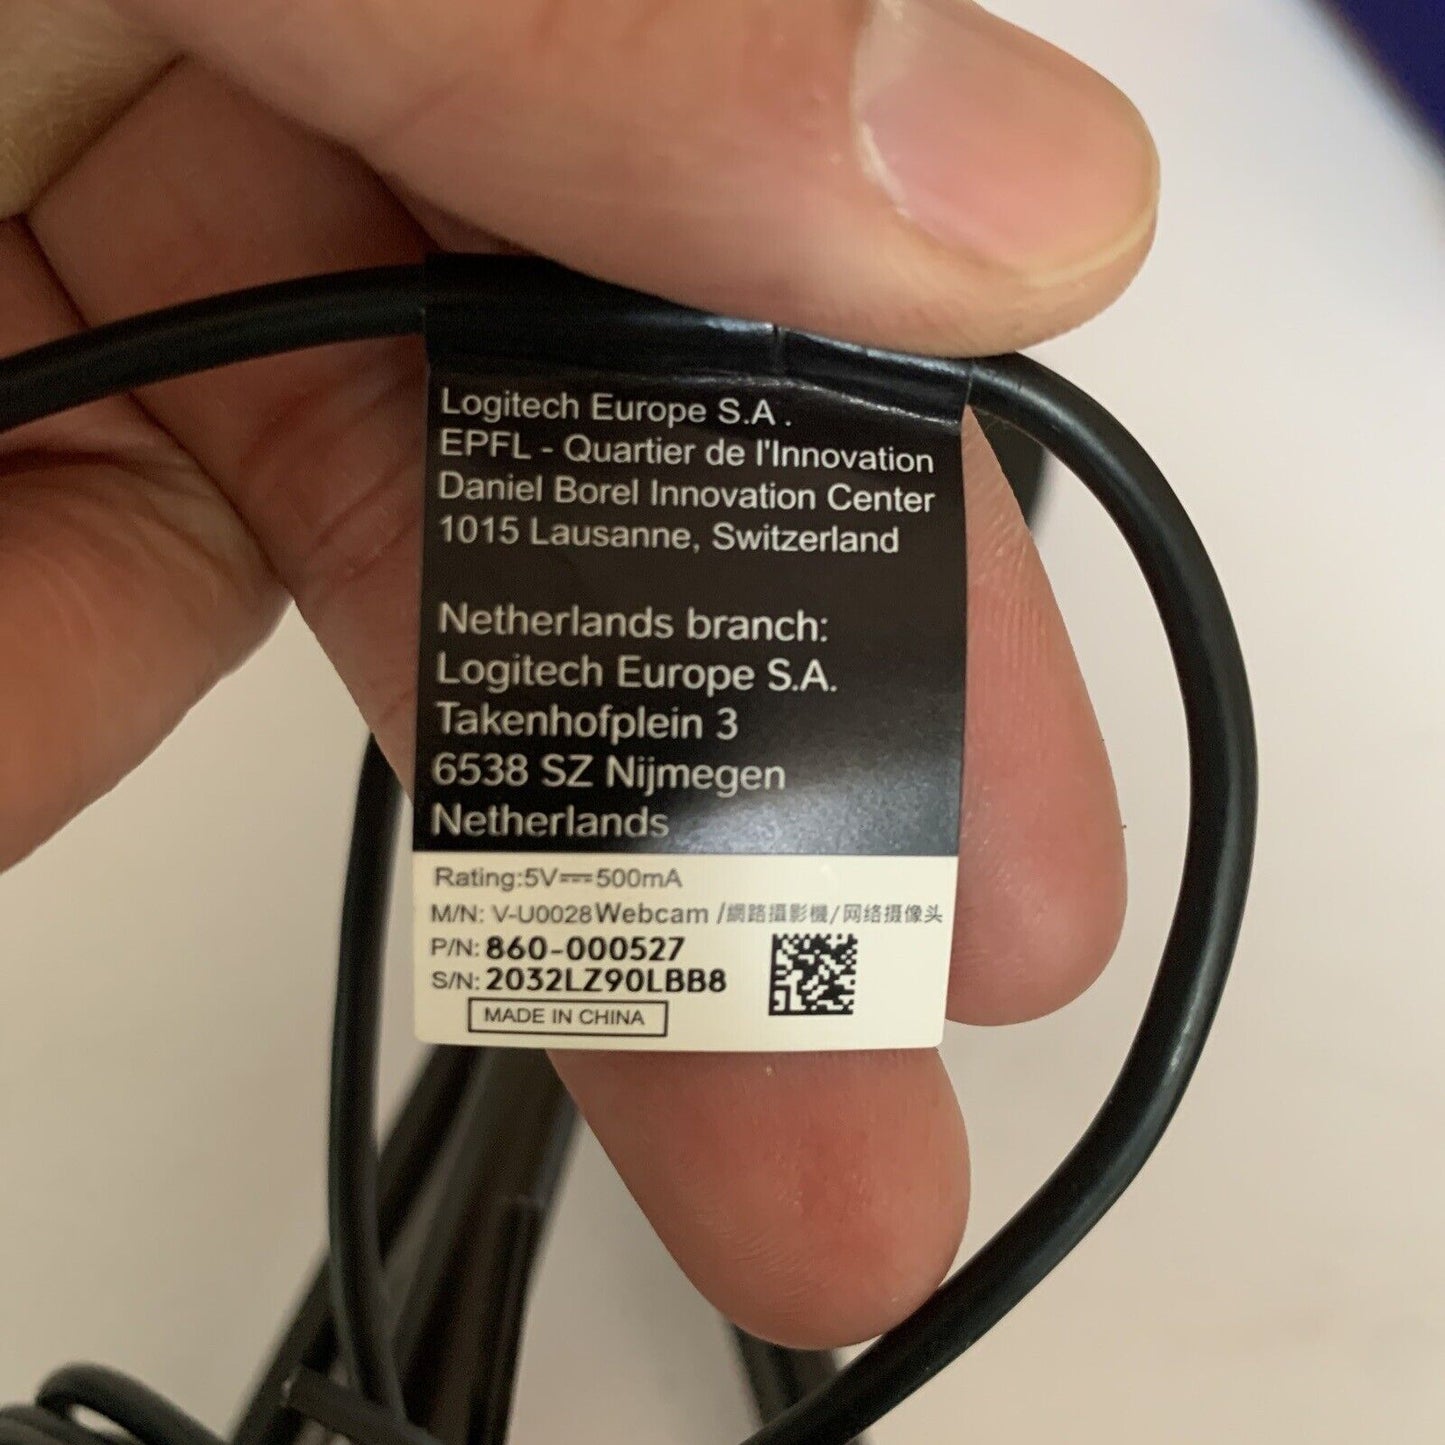 Logitech Europe S.A.
EPFL - Quartier de l'Innovation
Daniel Borel Innovation Center
1015 Lausanne, Switzerland
Netherlands branch:
Logitech Europe S.A.
Takenhofplein 3
6538 SZ Nijmegen
Netherlands
Rating:5V⎓500mA
M/N: V-U0028 Webcam /網路攝影機/网络摄像头
P/N: 860-000527
S/N: 2032LZ90LBB8
MADE IN CHINA